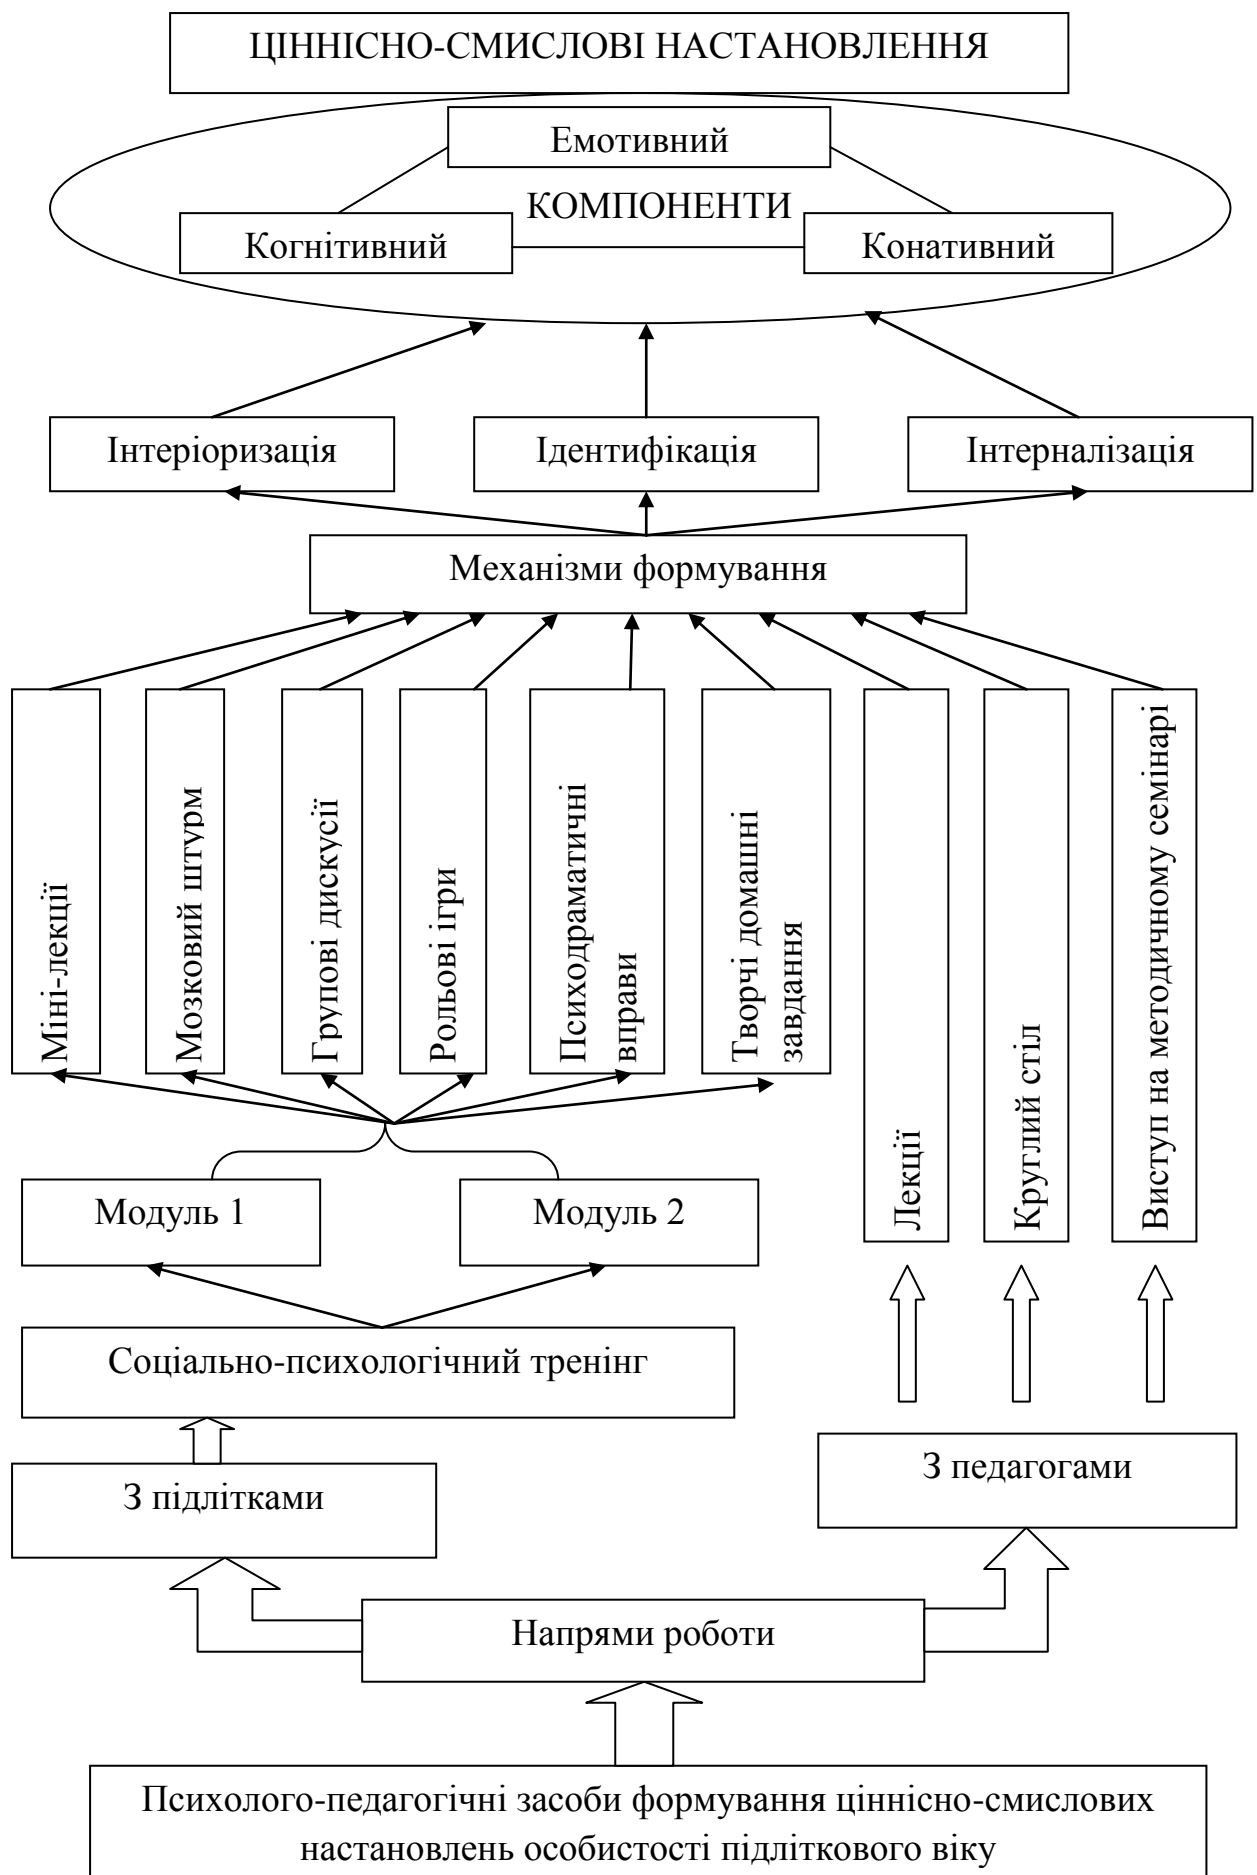 ЦІННІСНО-СМИСЛОВІ НАСТАНОВЛЕННЯ
Емотивний
КОМПОНЕНТИ
Когнітивний
Конативний
Інтеріоризація
Ідентифікація
Інтерналізація
Механізми формування
Міні-лекції
Мозковий штурм
Групові дискусії
Рольові ігри
Психодраматичні
вправи
Творчі домашні
завдання
Лекції
Круглий стіл
Виступ на методичному семінарі
Модуль 1
Модуль 2
Соціально-психологічний тренінг
З підлітками
З педагогами
Напрями роботи
Психолого-педагогічні засоби формування ціннісно-смислових
настановлень особистості підліткового віку